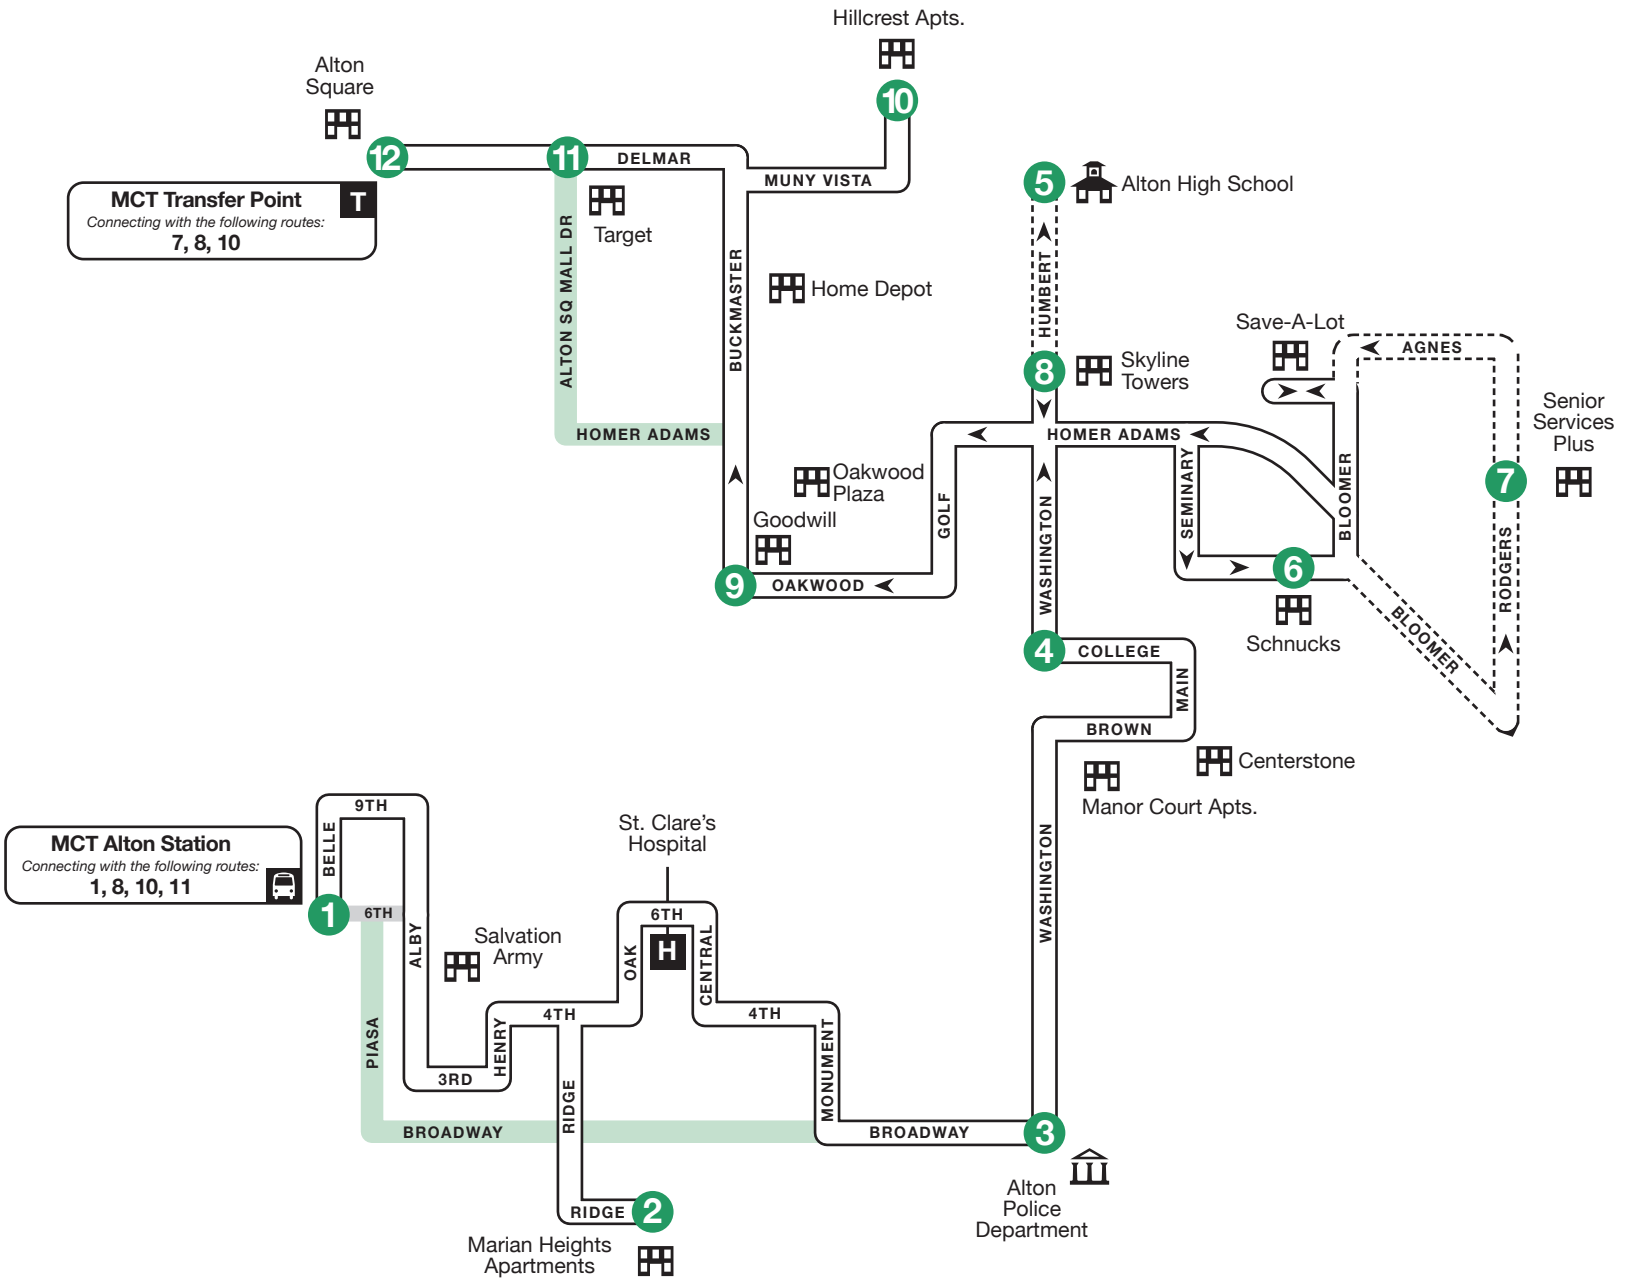 Hillcrest Apts.
10
Alton
Square
12
11
DELMAR
MUNY VISTA
MCT Transfer Point
Connecting with the following routes:
7, 8, 10
T
Target
ALTON SQ MALL DR
HOMER ADAMS
BUCKMASTER
Home Depot
5
Alton High School
HUMBERT
8
Skyline
Towers
Save-A-Lot
AGNES
Senior
Services
Plus
7
RODGERS
HOMER ADAMS
SEMINARY
BLOOMER
BLOOMER
6
Schnucks
Oakwood
Plaza
Goodwill
9
OAKWOOD
GOLF
WASHINGTON
4
COLLEGE
MAIN
BROWN
Centerstone
Manor Court Apts.
WASHINGTON
9TH
BELLE
MCT Alton Station
Connecting with the following routes:
1, 8, 10, 11
1
6TH
ALBY
Salvation
Army
St. Clare's
Hospital
6TH
H
OAK
CENTRAL
4TH
4TH
HENRY
3RD
PIASA
RIDGE
MONUMENT
BROADWAY
BROADWAY
3
Alton
Police
Department
RIDGE
2
Marian Heights
Apartments